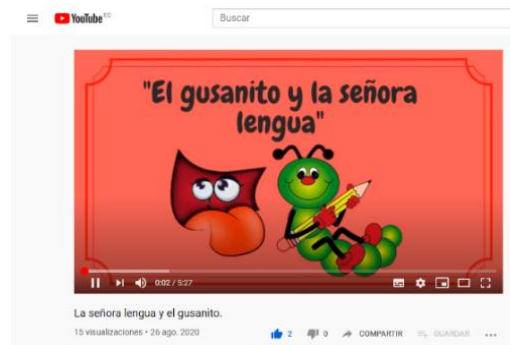 YouTube EC
Buscar
"El gusanito y la señora
lengua"
0:02 / 5:27
La señora lengua y el gusanito.
15 visualizaciones • 26 ago. 2020
2
0
COMPARTIR
GUARDAR